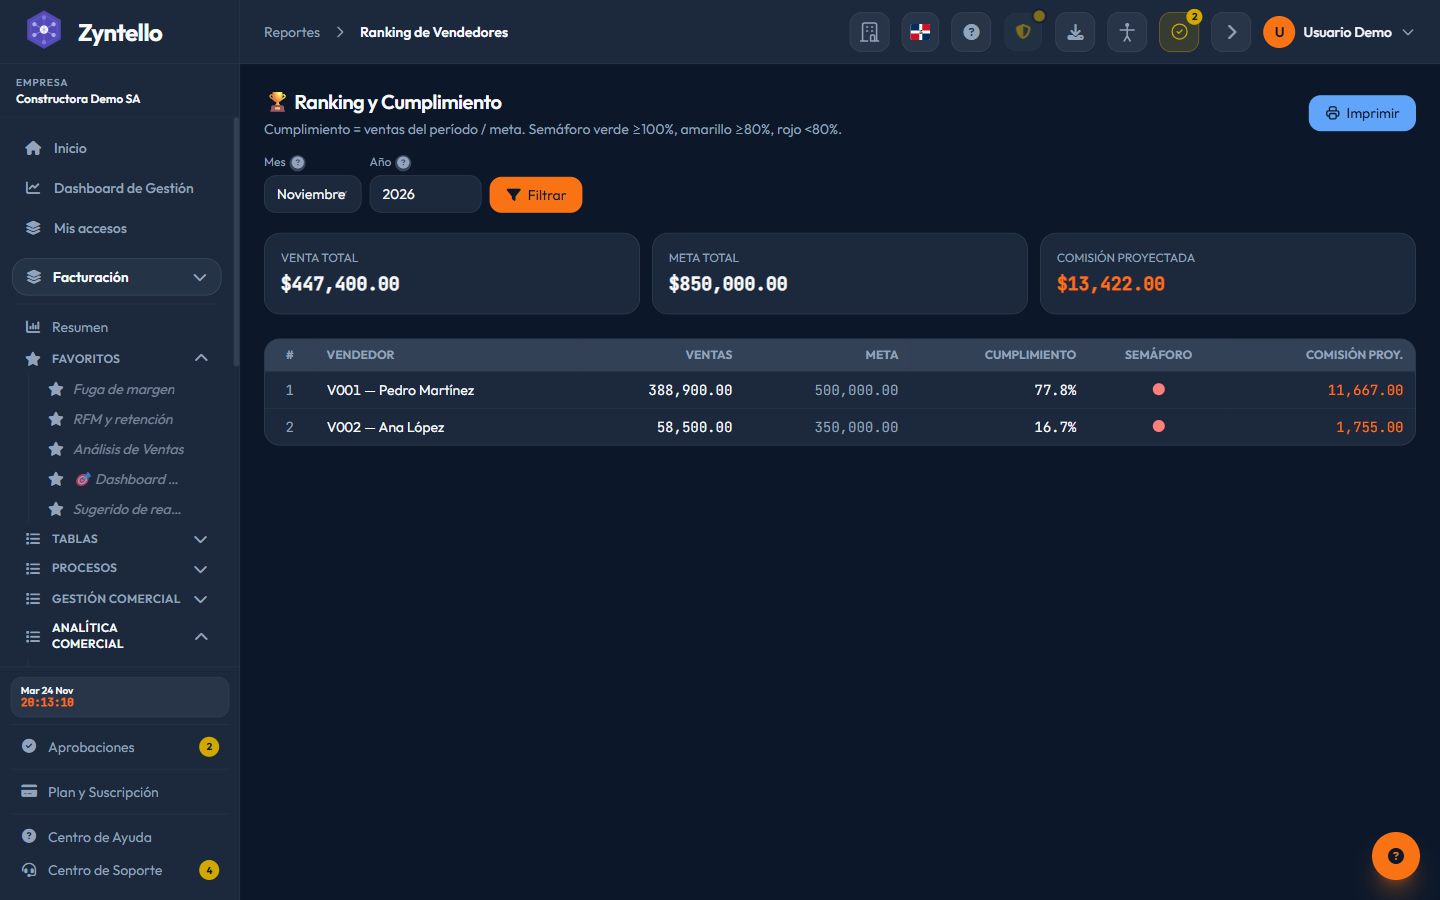 Zyntello
EMPRESA
Constructora Demo SA
Inicio
Dashboard de Gestión
Mis accesos
Facturación
Resumen
FAVORITOS
Fuga de margen
RFM y retención
Análisis de Ventas
Dashboard ...
Sugerido de rea...
TABLAS
PROCESOS
GESTIÓN COMERCIAL
ANALÍTICA
COMERCIAL
Mar 24 Nov
20:13:10
Aprobaciones 2
Plan y Suscripción
Centro de Ayuda
Centro de Soporte 4
Reportes > Ranking de Vendedores
2
U Usuario Demo
Ranking y Cumplimiento
Cumplimiento = ventas del período / meta. Semáforo verde ≥100%, amarillo ≥80%, rojo <80%.
Imprimir
Mes ? Año ?
Noviembre 2026 Filtrar
VENTA TOTAL
$447,400.00
META TOTAL
$850,000.00
COMISIÓN PROYECTADA
$13,422.00
# VENDEDOR VENTAS META CUMPLIMIENTO SEMÁFORO COMISIÓN PROY.
1 V001 — Pedro Martínez 388,900.00 500,000.00 77.8% 11,667.00
2 V002 — Ana López 58,500.00 350,000.00 16.7% 1,755.00